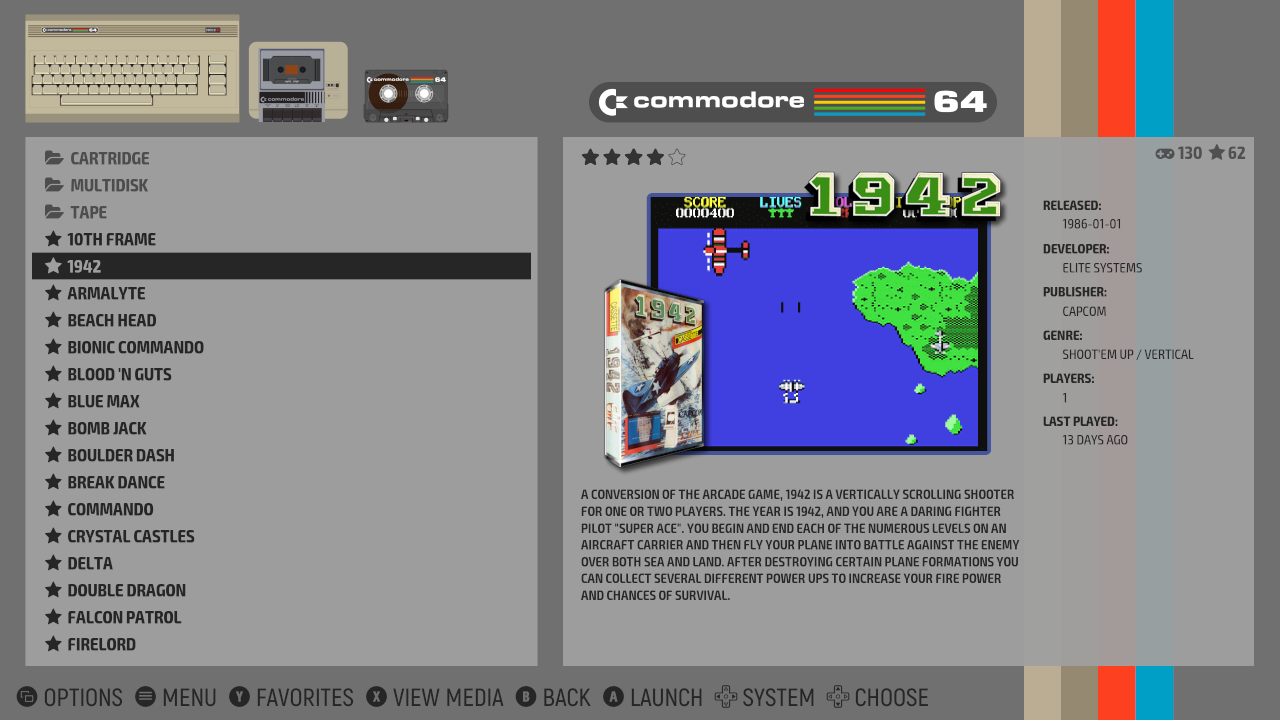 commodore 64
commodore 64
commodore
commodore 64
CARTRIDGE
MULTIDISK
TAPE
10TH FRAME
1942
ARMALYTE
BEACH HEAD
BIONIC COMMANDO
BLOOD 'N GUTS
BLUE MAX
BOMB JACK
BOULDER DASH
BREAK DANCE
COMMANDO
CRYSTAL CASTLES
DELTA
DOUBLE DRAGON
FALCON PATROL
FIRELORD
130 62
1942
SCORE LIVES
0000400
1942
1942
RELEASED:
1986-01-01
DEVELOPER:
ELITE SYSTEMS
PUBLISHER:
CAPCOM
GENRE:
SHOOT'EM UP / VERTICAL
PLAYERS:
1
LAST PLAYED:
13 DAYS AGO
A CONVERSION OF THE ARCADE GAME, 1942 IS A VERTICALLY SCROLLING SHOOTER
FOR ONE OR TWO PLAYERS. THE YEAR IS 1942, AND YOU ARE A DARING FIGHTER
PILOT "SUPER ACE". YOU BEGIN AND END EACH OF THE NUMEROUS LEVELS ON AN
AIRCRAFT CARRIER AND THEN FLY YOUR PLANE INTO BATTLE AGAINST THE ENEMY
OVER BOTH SEA AND LAND. AFTER DESTROYING CERTAIN PLANE FORMATIONS YOU
CAN COLLECT SEVERAL DIFFERENT POWER UPS TO INCREASE YOUR FIRE POWER
AND CHANCES OF SURVIVAL.
OPTIONS MENU Y FAVORITES X VIEW MEDIA B BACK A LAUNCH SYSTEM CHOOSE